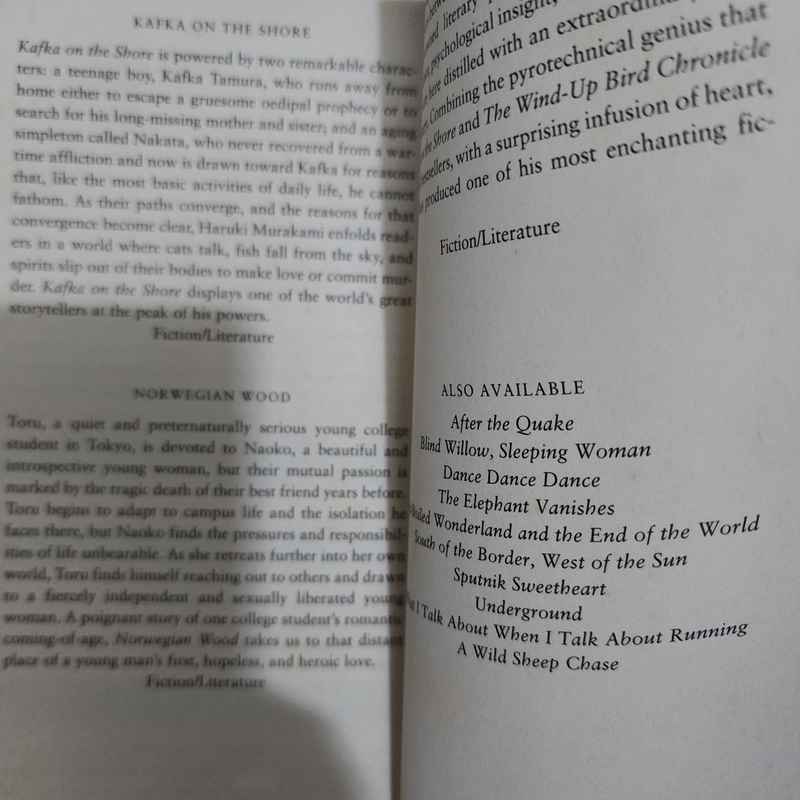 KAFKA ON THE SHORE
Kafka on the Shore is powered by two remarkable charac-
ters: a teenage boy, Kafka Tamura, who runs away from
home either to escape a gruesome oedipal prophecy or to
search for his long-missing mother and sister; and an aging
simpleton called Nakata, who never recovered from a war-
time affliction and now is drawn toward Kafka for reasons
that, like the most basic activities of daily life, he cannot
fathom. As their paths converge, and the reasons for that
convergence become clear, Haruki Murakami enfolds read-
ers in a world where cats talk, fish fall from the sky, and
spirits slip out of their bodies to make love or commit mur-
der. Kafka on the Shore displays one of the world's great
storytellers at the peak of his powers.
Fiction/Literature
NORWEGIAN WOOD
Toru, a quiet and preternaturally serious young college
student in Tokyo, is devoted to Naoko, a beautiful and
introspective young woman, but their mutual passion is
marked by the tragic death of their best friend years before.
Toru begins to adapt to campus life and the isolation he
faces there, but Naoko finds the pressures and responsibil-
ities of life unbearable. As she retreats further into her own
world, Toru finds himself reaching out to others and drawn
to a fiercely independent and sexually liberated young
woman. A poignant story of one college student's romantic
coming-of-age, Norwegian Wood takes us to that distant
place of a young man's first, hopeless, and heroic love.
Fiction/Literature
literary
psychological insight,
here distilled with an
Combining the pyrotechnical genius that
Shore and The Wind-Up Bird Chronicle
with a surprising infusion of heart,
produced one of his most enchanting fic-
Fiction/Literature
ALSO AVAILABLE
After the Quake
Blind Willow, Sleeping Woman
Dance Dance Dance
The Elephant Vanishes
Wonderland and the End of the World
South of the Border, West of the Sun
Sputnik Sweetheart
Underground
I Talk About When I Talk About Running
A Wild Sheep Chase